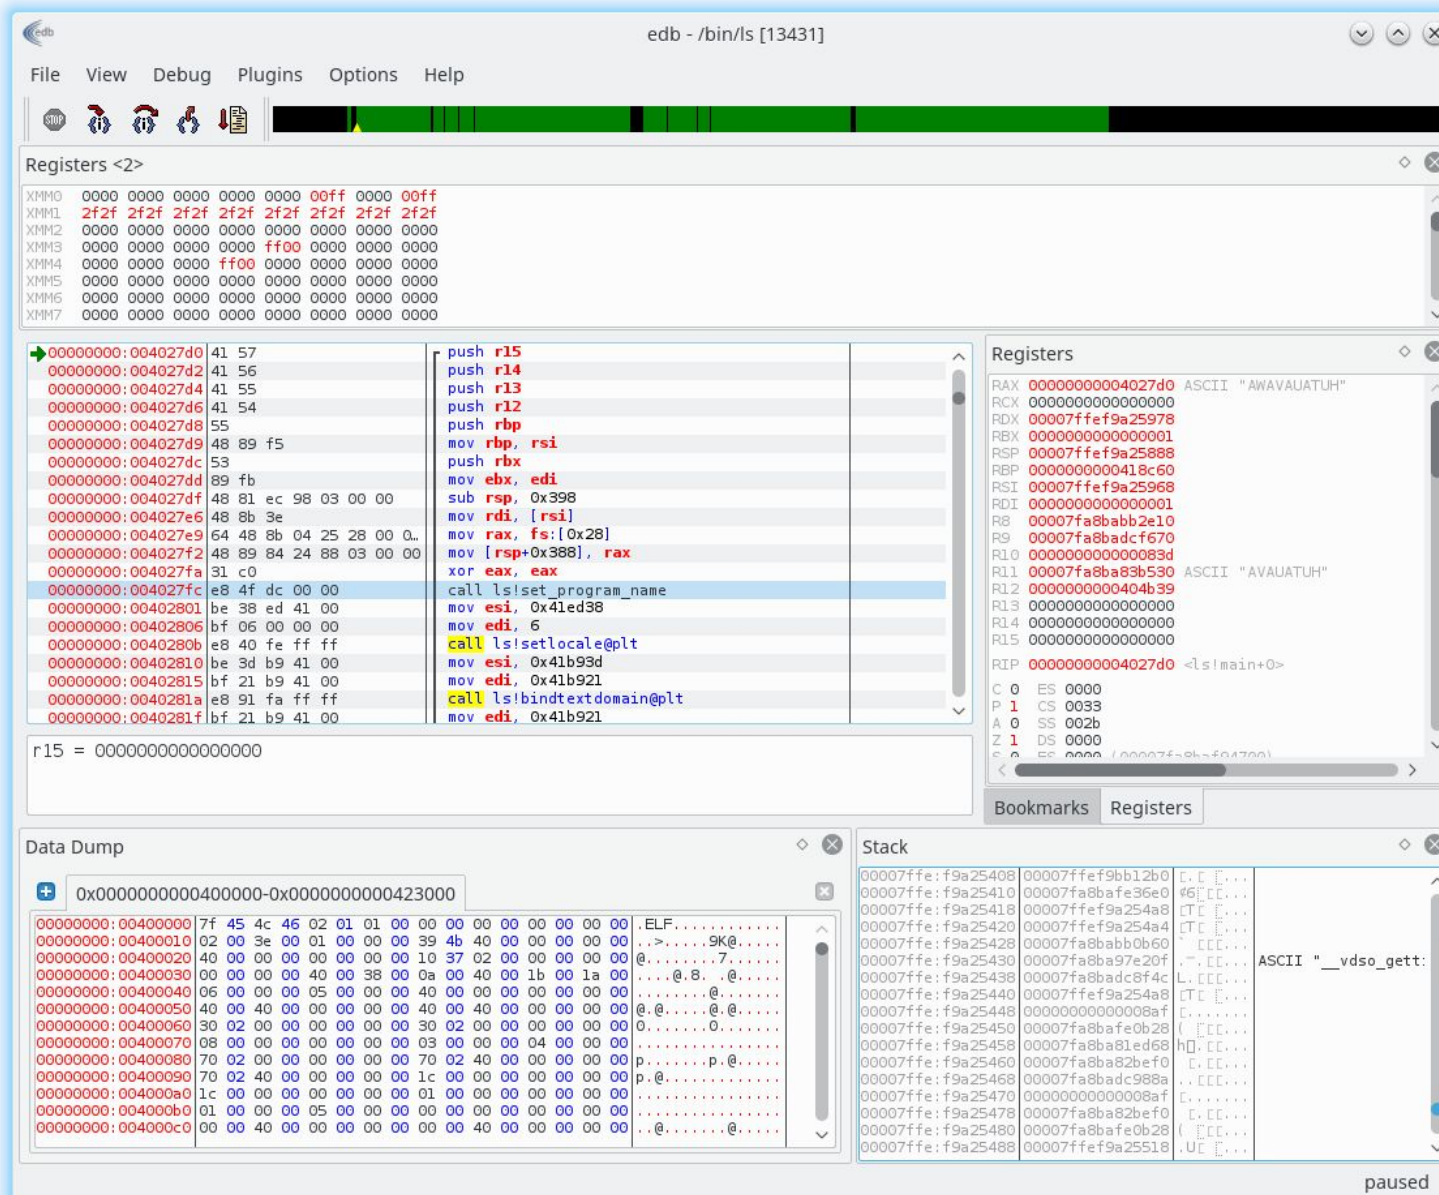 edb
edb - /bin/ls [13431]
File View Debug Plugins Options Help
STOP
Registers <2>
XMM0 0000 0000 0000 0000 0000 00ff 0000 00ff
XMM1 2f2f 2f2f 2f2f 2f2f 2f2f 2f2f 2f2f 2f2f
XMM2 0000 0000 0000 0000 0000 0000 0000 0000
XMM3 0000 0000 0000 0000 ff00 0000 0000 0000
XMM4 0000 0000 0000 ff00 0000 0000 0000 0000
XMM5 0000 0000 0000 0000 0000 0000 0000 0000
XMM6 0000 0000 0000 0000 0000 0000 0000 0000
XMM7 0000 0000 0000 0000 0000 0000 0000 0000
00000000:004027d0 41 57 push r15
00000000:004027d2 41 56 push r14
00000000:004027d4 41 55 push r13
00000000:004027d6 41 54 push r12
00000000:004027d8 55 push rbp
00000000:004027d9 48 89 f5 mov rbp, rsi
00000000:004027dc 53 push rbx
00000000:004027dd 89 fb mov ebx, edi
00000000:004027df 48 81 ec 98 03 00 00 sub rsp, 0x398
00000000:004027e6 48 8b 3e mov rdi, [rsi]
00000000:004027e9 64 48 8b 04 25 28 00 0… mov rax, fs:[0x28]
00000000:004027f2 48 89 84 24 88 03 00 00 mov [rsp+0x388], rax
00000000:004027fa 31 c0 xor eax, eax
00000000:004027fc e8 4f dc 00 00 call ls!set_program_name
00000000:00402801 be 38 ed 41 00 mov esi, 0x41ed38
00000000:00402806 bf 06 00 00 00 mov edi, 6
00000000:0040280b e8 40 fe ff ff call ls!setlocale@plt
00000000:00402810 be 3d b9 41 00 mov esi, 0x41b93d
00000000:00402815 bf 21 b9 41 00 mov edi, 0x41b921
00000000:0040281a e8 91 fa ff ff call ls!bindtextdomain@plt
00000000:0040281f bf 21 b9 41 00 mov edi, 0x41b921
r15 = 0000000000000000
Registers
RAX 00000000004027d0 ASCII "AWAVAUATUH"
RCX 0000000000000000
RDX 00007ffef9a25978
RBX 0000000000000001
RSP 00007ffef9a25888
RBP 0000000000418c60
RSI 00007ffef9a25968
RDI 0000000000000001
R8 00007fa8babb2e10
R9 00007fa8badcf670
R10 000000000000083d
R11 00007fa8ba83b530 ASCII "AVAUATUH"
R12 0000000000404b39
R13 0000000000000000
R14 0000000000000000
R15 0000000000000000
RIP 00000000004027d0 <ls!main+0>
C 0 ES 0000
P 1 CS 0033
A 0 SS 002b
Z 1 DS 0000
S 0 FS 0000 (00007fa8baf94700)
Bookmarks Registers
Data Dump
0x0000000000400000-0x0000000000423000
00000000:00400000 7f 45 4c 46 02 01 01 00 00 00 00 00 00 00 00 00 .ELF............
00000000:00400010 02 00 3e 00 01 00 00 00 39 4b 40 00 00 00 00 00 ..>.....9K@.....
00000000:00400020 40 00 00 00 00 00 00 00 10 37 02 00 00 00 00 00 @........7......
00000000:00400030 00 00 00 00 40 00 38 00 0a 00 40 00 1b 00 1a 00 ....@.8...@.....
00000000:00400040 06 00 00 00 05 00 00 00 40 00 00 00 00 00 00 00 ........@.......
00000000:00400050 40 00 40 00 00 00 00 00 40 00 40 00 00 00 00 00 @.@.....@.@.....
00000000:00400060 30 02 00 00 00 00 00 00 30 02 00 00 00 00 00 00 0.......0.......
00000000:00400070 08 00 00 00 00 00 00 00 03 00 00 00 04 00 00 00 ................
00000000:00400080 70 02 00 00 00 00 00 00 70 02 40 00 00 00 00 00 p.......p.@.....
00000000:00400090 70 02 40 00 00 00 00 00 1c 00 00 00 00 00 00 00 p.@.............
00000000:004000a0 1c 00 00 00 00 00 00 00 01 00 00 00 00 00 00 00 ................
00000000:004000b0 01 00 00 00 05 00 00 00 00 00 00 00 00 00 00 00 ................
00000000:004000c0 00 00 40 00 00 00 00 00 00 00 40 00 00 00 00 00 ..@.......@.....
Stack
00007ffe:f9a25408 00007ffef9bb12b0
00007ffe:f9a25410 00007fa8bafe36e0
00007ffe:f9a25418 00007ffef9a254a8
00007ffe:f9a25420 00007ffef9a254a4
00007ffe:f9a25428 00007fa8babb0b60
00007ffe:f9a25430 00007fa8ba97e20f ASCII "__vdso_gett:
00007ffe:f9a25438 00007fa8badc8f4c
00007ffe:f9a25440 00007ffef9a254a8
00007ffe:f9a25448 00000000000008af
00007ffe:f9a25450 00007fa8bafe0b28
00007ffe:f9a25458 00007fa8ba81ed68
00007ffe:f9a25460 00007fa8ba82bef0
00007ffe:f9a25468 00007fa8badc988a
00007ffe:f9a25470 00000000000008af
00007ffe:f9a25478 00007fa8ba82bef0
00007ffe:f9a25480 00007fa8bafe0b28
00007ffe:f9a25488 00007ffef9a25518
paused